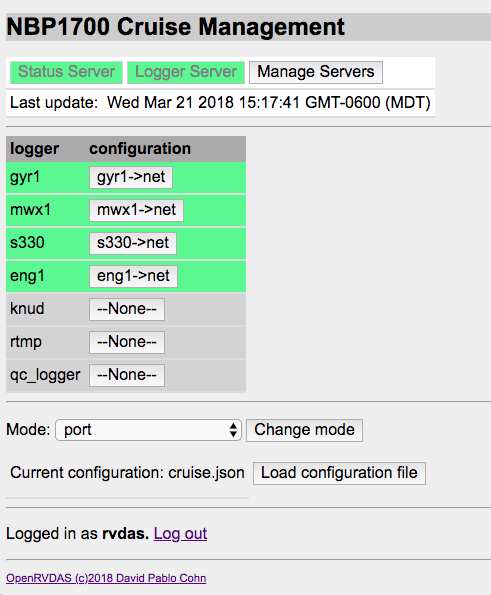 NBP1700 Cruise Management
Status Server Logger Server Manage Servers
Last update: Wed Mar 21 2018 15:17:41 GMT-0600 (MDT)
logger configuration
gyr1 gyr1->net
mwx1 mwx1->net
s330 s330->net
eng1 eng1->net
knud --None--
rtmp --None--
qc_logger --None--
Mode: port Change mode
Current configuration: cruise.json Load configuration file
Logged in as rvdas. Log out
OpenRVDAS (c)2018 David Pablo Cohn